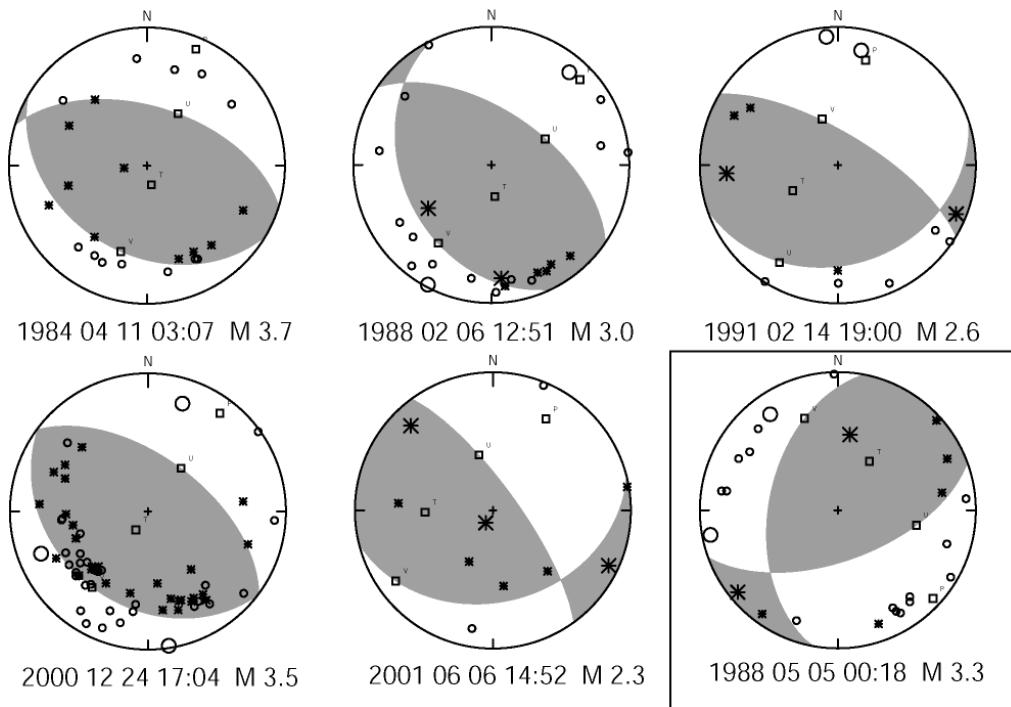 N N
P
U
T
V
1984 04 11 03:07 M 3.7
P
U
T
V
1988 02 06 12:51 M 3.0
P
V
T
U
1991 02 14 19:00 M 2.6
N N N
P
U
T
2000 12 24 17:04 M 3.5
P
U
T
V
2001 06 06 14:52 M 2.3
V
T
U
P
1988 05 05 00:18 M 3.3